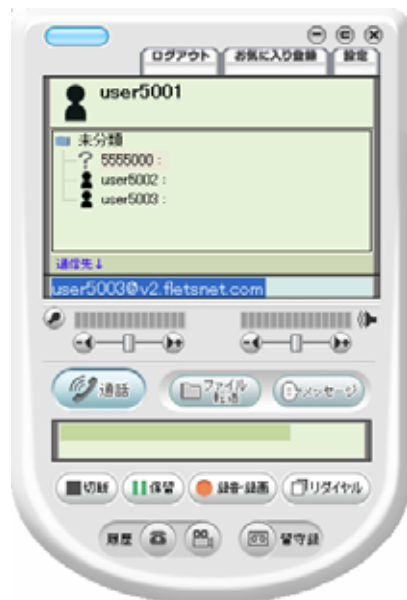 ログアウト お気に入り登録 設定
user5001
未分類
? 5555000 :
user5002 :
user5003 :
通信先↓
user5003@v2.fletsnet.com
通話 ファイル転送 メッセージ
切断 保留 録音・録画 リダイヤル
履歴 留守録